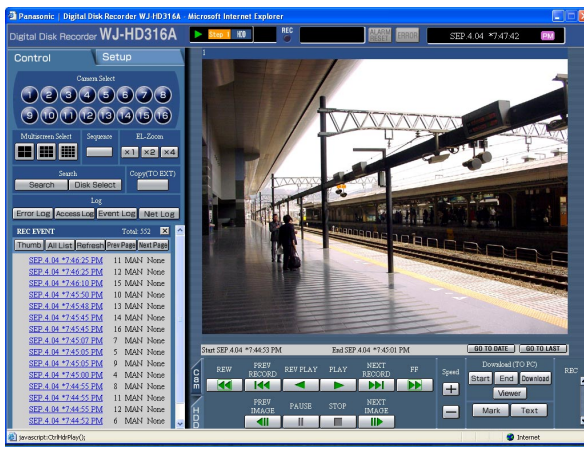 Panasonic | Digital Disk Recorder WJ-HD316A - Microsoft Internet Explorer
Digital Disk Recorder WJ-HD316A
Step 1 HDD
REC
ALARM RESET
ERROR
SEP.4.04 *7:47:42 PM
Control
Setup
Camera Select
1 2 3 4 5 6 7 8
9 10 11 12 13 14 15 16
Multiscreen Select
Sequence
EL-Zoom
×1 ×2 ×4
Search
Copy(TO EXT)
Search
Disk Select
Log
Error Log
Access Log
Event Log
Net Log
REC EVENT
Total: 552
Thumb
All List
Refresh
Prev Page
Next Page
SEP.4.04 *7:46:25 PM 11 MAN None
SEP.4.04 *7:46:25 PM 12 MAN None
SEP.4.04 *7:46:10 PM 15 MAN None
SEP.4.04 *7:45:50 PM 10 MAN None
SEP.4.04 *7:45:48 PM 13 MAN None
SEP.4.04 *7:45:45 PM 14 MAN None
SEP.4.04 *7:45:45 PM 16 MAN None
SEP.4.04 *7:45:07 PM 9 MAN None
SEP.4.04 *7:45:05 PM 5 MAN None
SEP.4.04 *7:45:05 PM 9 MAN None
SEP.4.04 *7:45:00 PM 4 MAN None
SEP.4.04 *7:44:55 PM 8 MAN None
SEP.4.04 *7:44:55 PM 11 MAN None
SEP.4.04 *7:44:55 PM 12 MAN None
SEP.4.04 *7:44:52 PM 6 MAN None
1
Start SEP.4.04 *7:44:53 PM
End SEP.4.04 *7:45:01 PM
GO TO DATE
GO TO LAST
Cam
HDD
REW
PREV RECORD
REV PLAY
PLAY
NEXT RECORD
FF
PREV IMAGE
PAUSE
STOP
NEXT IMAGE
Speed
+
−
Download (TO PC)
Start
End
Download
Viewer
Mark
Text
REC
javascript:CtrlHdrPlay();
Internet